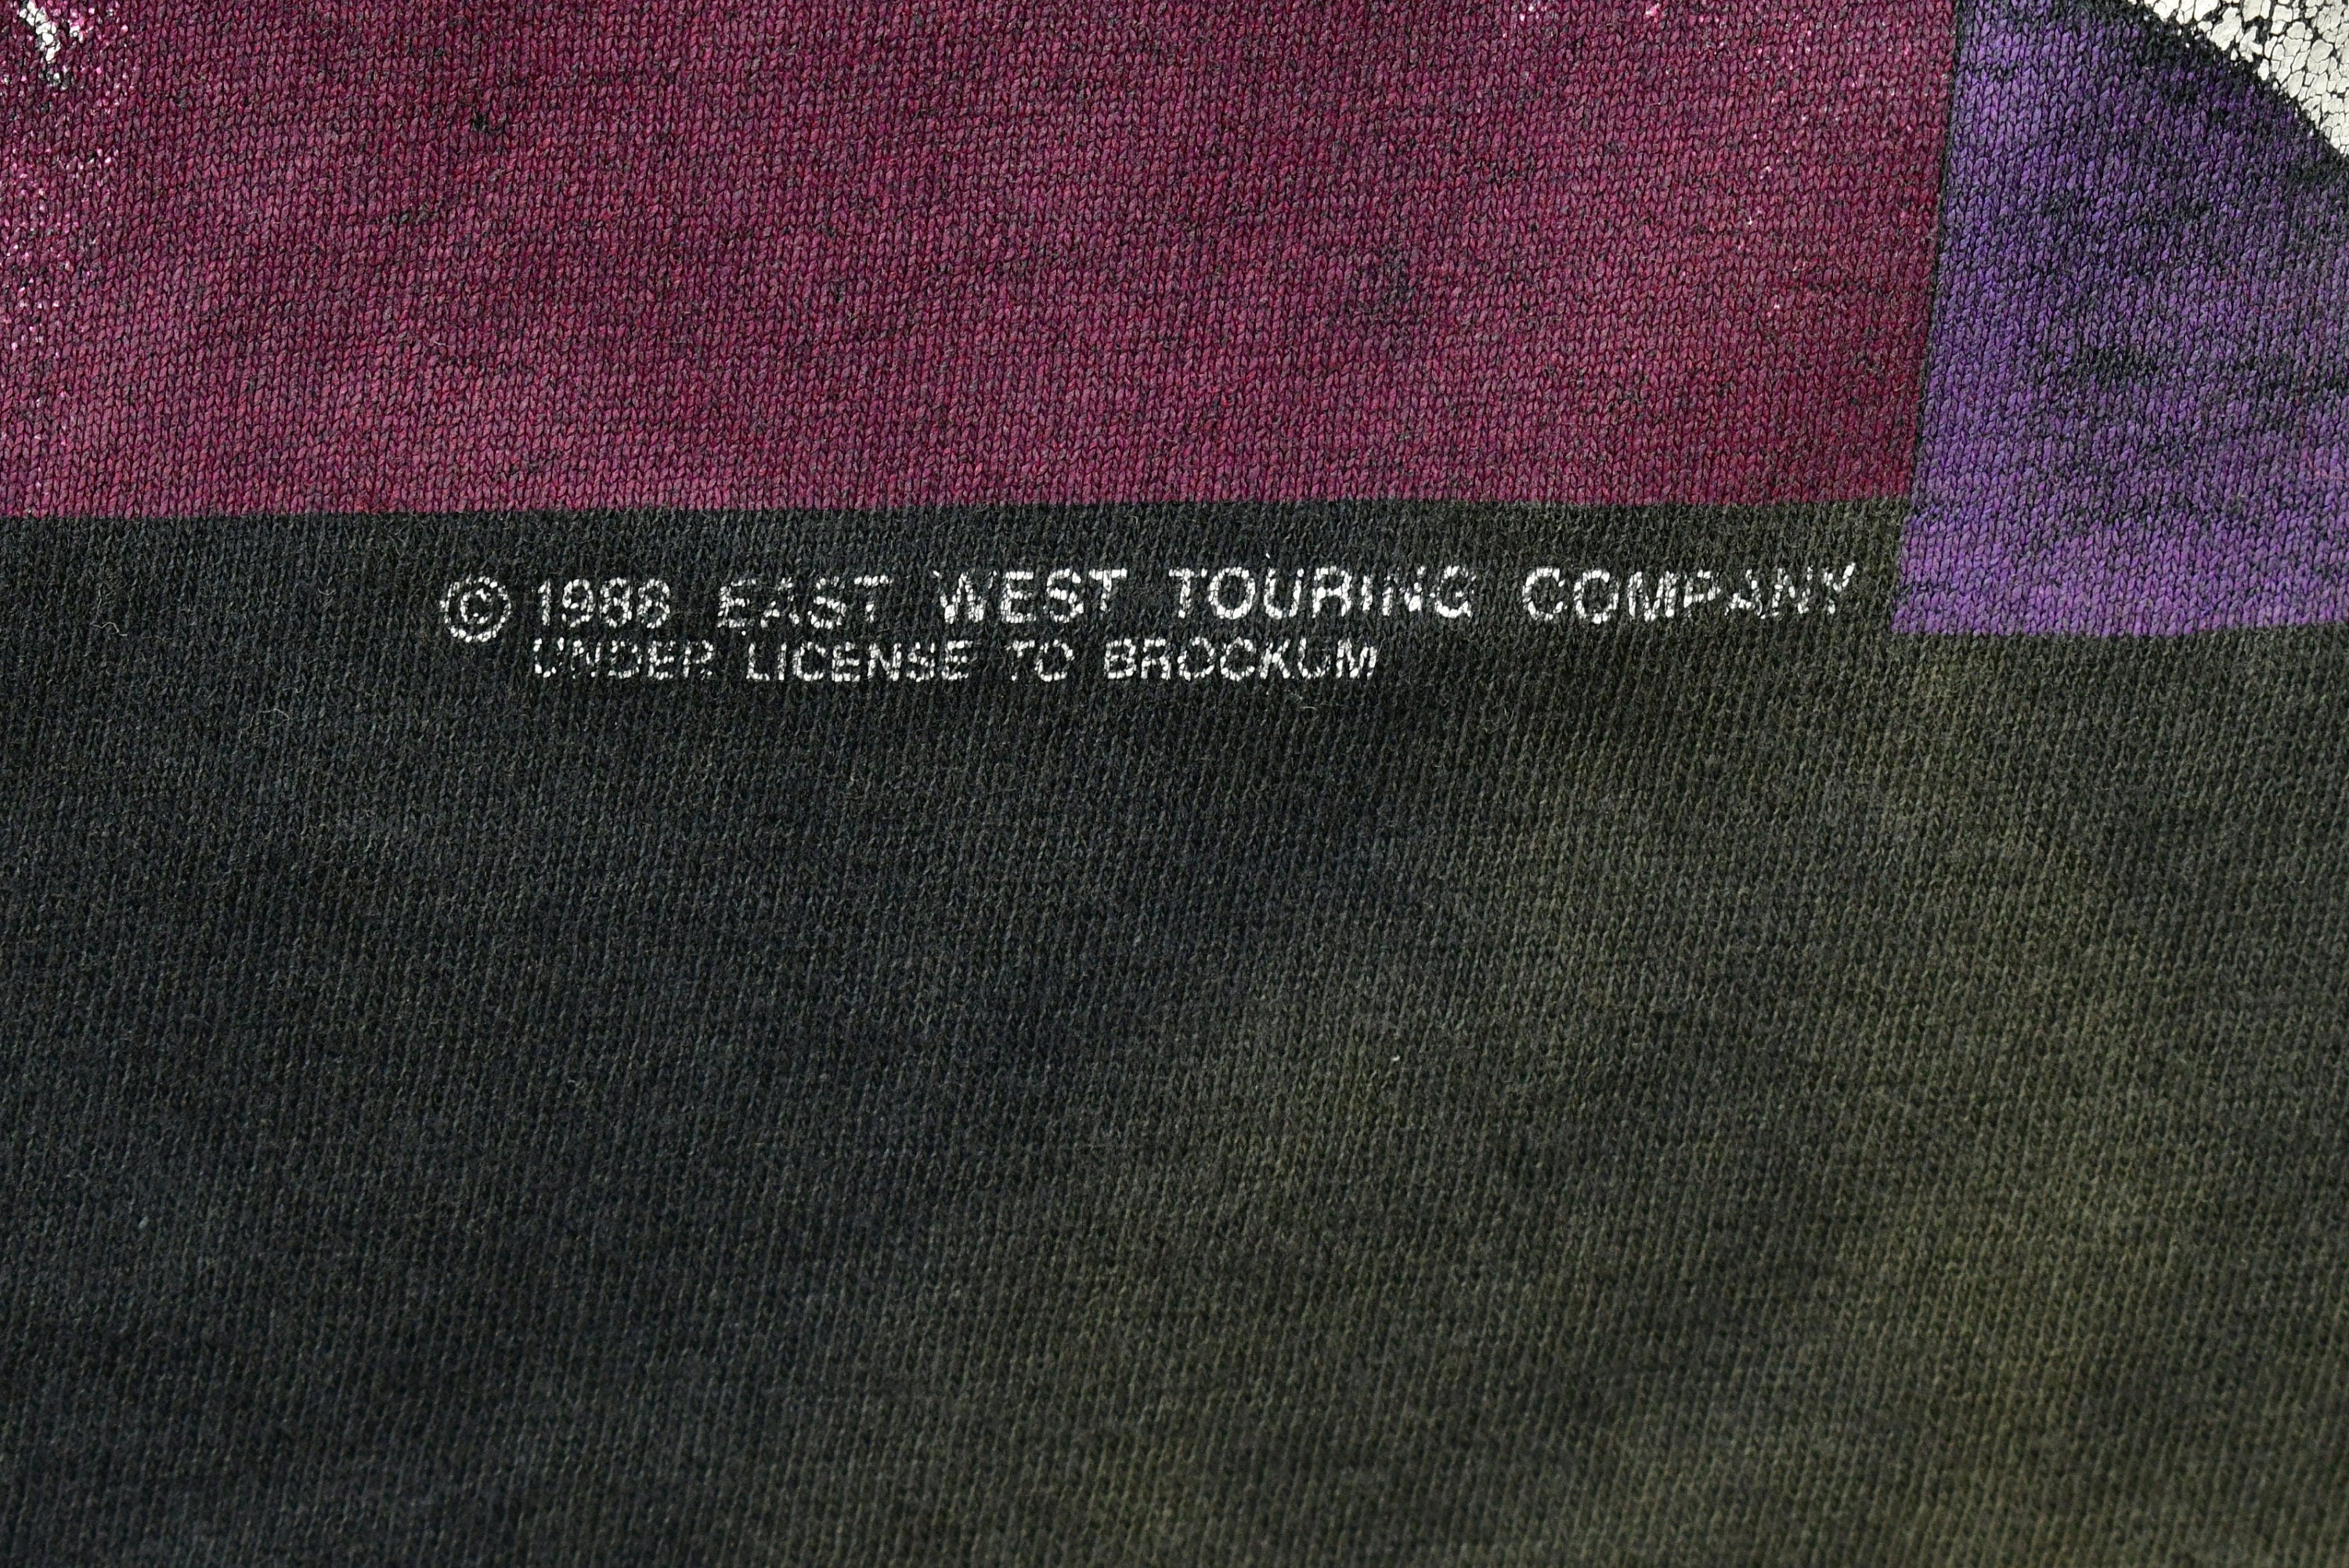 © 1988 EAST WEST TOURING COMPANY
UNDER LICENSE TO BROCKUM